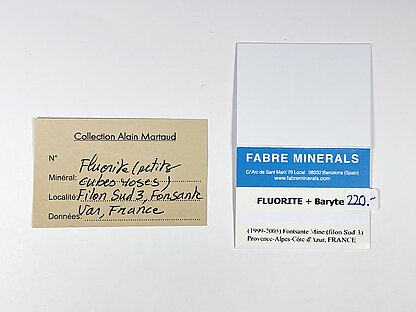 Collection Alain Martaud
N°
Minéral: Fluorite (petits
cubes roses)
Localité: Filon Sud 3, Fonsante
Données: Var, France
FABRE MINERALS
C/Arc de Sant Martí 79 Local 08032 Barcelona (Spain)
www.fabreminerals.com
FLUORITE + Baryte 220.-
(1999-2005) Fontsante Mine (filon Sud 3)
Provence-Alpes-Côte d'Azur, FRANCE